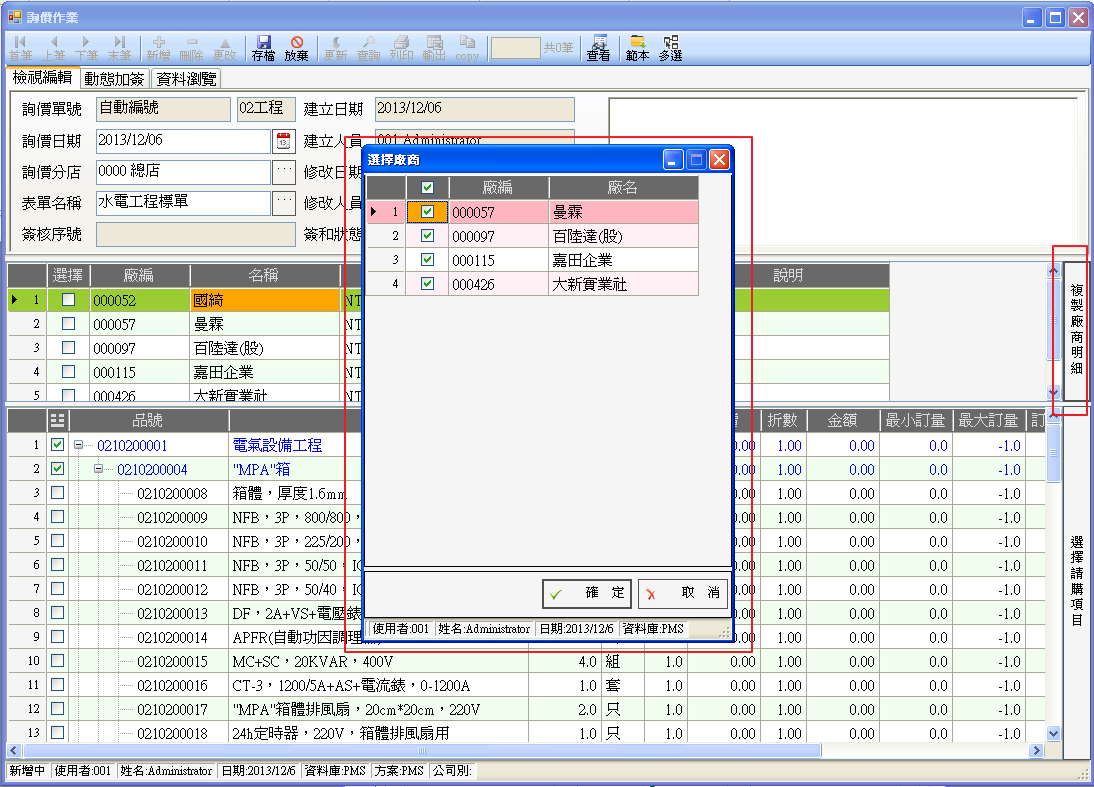 詢價作業
首筆 上筆 下筆 末筆 新增 刪除 更改 存檔 放棄 更新 查詢 列印 輸出 copy 共0筆 查看 範本 多選
檢視編輯 動態加簽 資料瀏覽
詢價單號 自動編號 02工程 建立日期 2013/12/06
詢價日期 2013/12/06 建立人員 001 Administrator
詢價分店 0000 總店 修改日期
表單名稱 水電工程標單 修改人員
簽核序號 簽和狀態
選擇 廠編 名稱 說明
1 000052 國綺 NT
2 000057 曼霖 NT
3 000097 百陸達(股) NT
4 000115 嘉田企業 NT
5 000426 大新實業社 NT
複製廠商明細
選擇廠商
廠編 廠名
1 000057 曼霖
2 000097 百陸達(股)
3 000115 嘉田企業
4 000426 大新實業社
確 定 取 消
使用者:001 姓名:Administrator 日期:2013/12/6 資料庫:PMS
品號 折數 金額 最小訂量 最大訂量 訂
1 0210200001 電氣設備工程 0.00 1.00 0.00 0.0 -1.0
2 0210200004 "MPA"箱 0.00 1.00 0.00 0.0 -1.0
3 0210200008 箱體，厚度1.6mm 0.00 1.00 0.00 0.0 -1.0
4 0210200009 NFB，3P，800/800， 0.00 1.00 0.00 0.0 -1.0
5 0210200010 NFB，3P，225/200， 0.00 1.00 0.00 0.0 -1.0
6 0210200011 NFB，3P，50/50，IC 0.00 1.00 0.00 0.0 -1.0
7 0210200012 NFB，3P，50/40，IC 0.00 1.00 0.00 0.0 -1.0
8 0210200013 DF，2A+VS+電壓錶 0.00 1.00 0.00 0.0 -1.0
9 0210200014 APFR(自動功因調理 0.00 1.00 0.00 0.0 -1.0
10 0210200015 MC+SC，20KVAR，400V 4.0 組 1.0 0.00 1.00 0.00 0.0 -1.0
11 0210200016 CT-3，1200/5A+AS+電流錶，0-1200A 1.0 套 1.0 0.00 1.00 0.00 0.0 -1.0
12 0210200017 "MPA"箱體排風扇，20cm*20cm，220V 2.0 只 1.0 0.00 1.00 0.00 0.0 -1.0
13 0210200018 24h定時器，220V，箱體排風扇用 1.0 只 1.0 0.00 1.00 0.00 0.0 -1.0
選擇請購項目
新增中 使用者:001 姓名:Administrator 日期:2013/12/6 資料庫:PMS 方案:PMS 公司別: